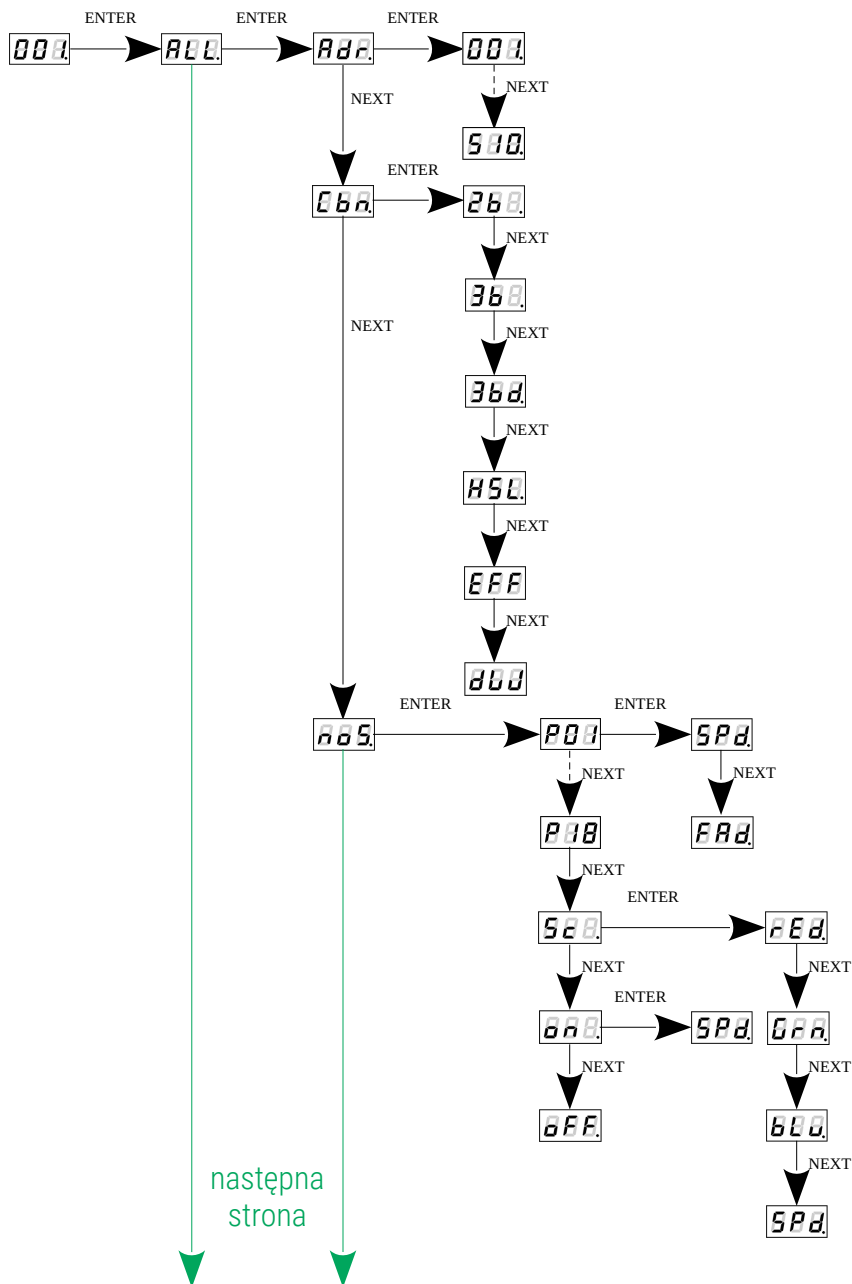 ENTER ENTER ENTER
001. ALL. Adr. 001.
NEXT NEXT
510.
ENTER
Cbn. 2b.
NEXT
3b.
NEXT NEXT
3bd.
NEXT
HSL.
NEXT
EFF
NEXT
dUJ
ENTER ENTER
noS. P01 SPd.
NEXT NEXT
P18 FAd.
NEXT
ENTER
Sc. rEd.
NEXT NEXT
ENTER
on. SPd. Grn.
NEXT NEXT
oFF. bLu.
NEXT
następna
strona
SPd.